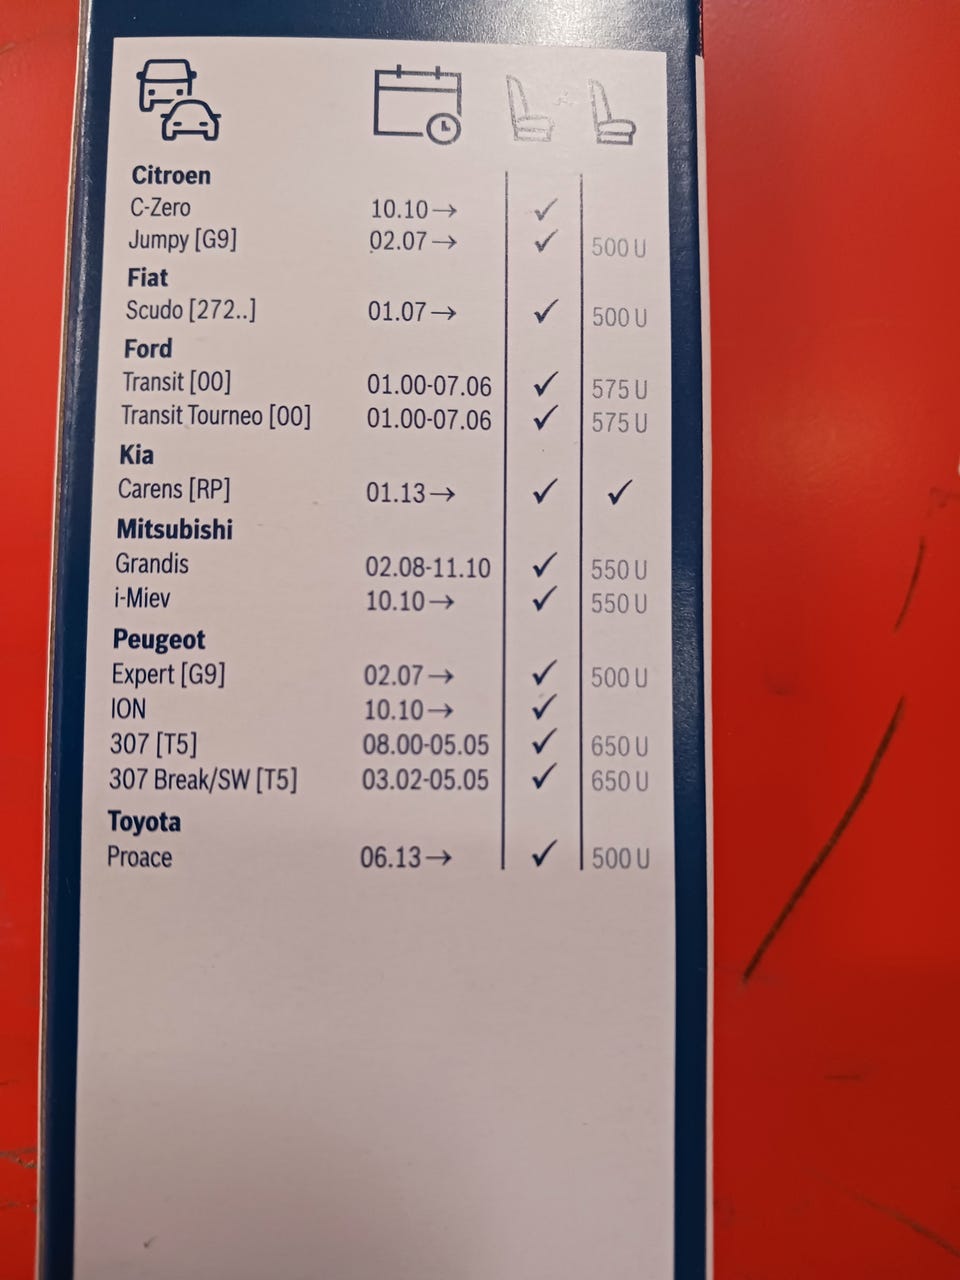 Citroen
C-Zero 10.10→ ✓
Jumpy [G9] 02.07→ ✓ 500 U
Fiat
Scudo [272..] 01.07→ ✓ 500 U
Ford
Transit [00] 01.00-07.06 ✓ 575 U
Transit Tourneo [00] 01.00-07.06 ✓ 575 U
Kia
Carens [RP] 01.13→ ✓ ✓
Mitsubishi
Grandis 02.08-11.10 ✓ 550 U
i-Miev 10.10→ ✓ 550 U
Peugeot
Expert [G9] 02.07→ ✓ 500 U
ION 10.10→ ✓
307 [T5] 08.00-05.05 ✓ 650 U
307 Break/SW [T5] 03.02-05.05 ✓ 650 U
Toyota
Proace 06.13→ ✓ 500 U